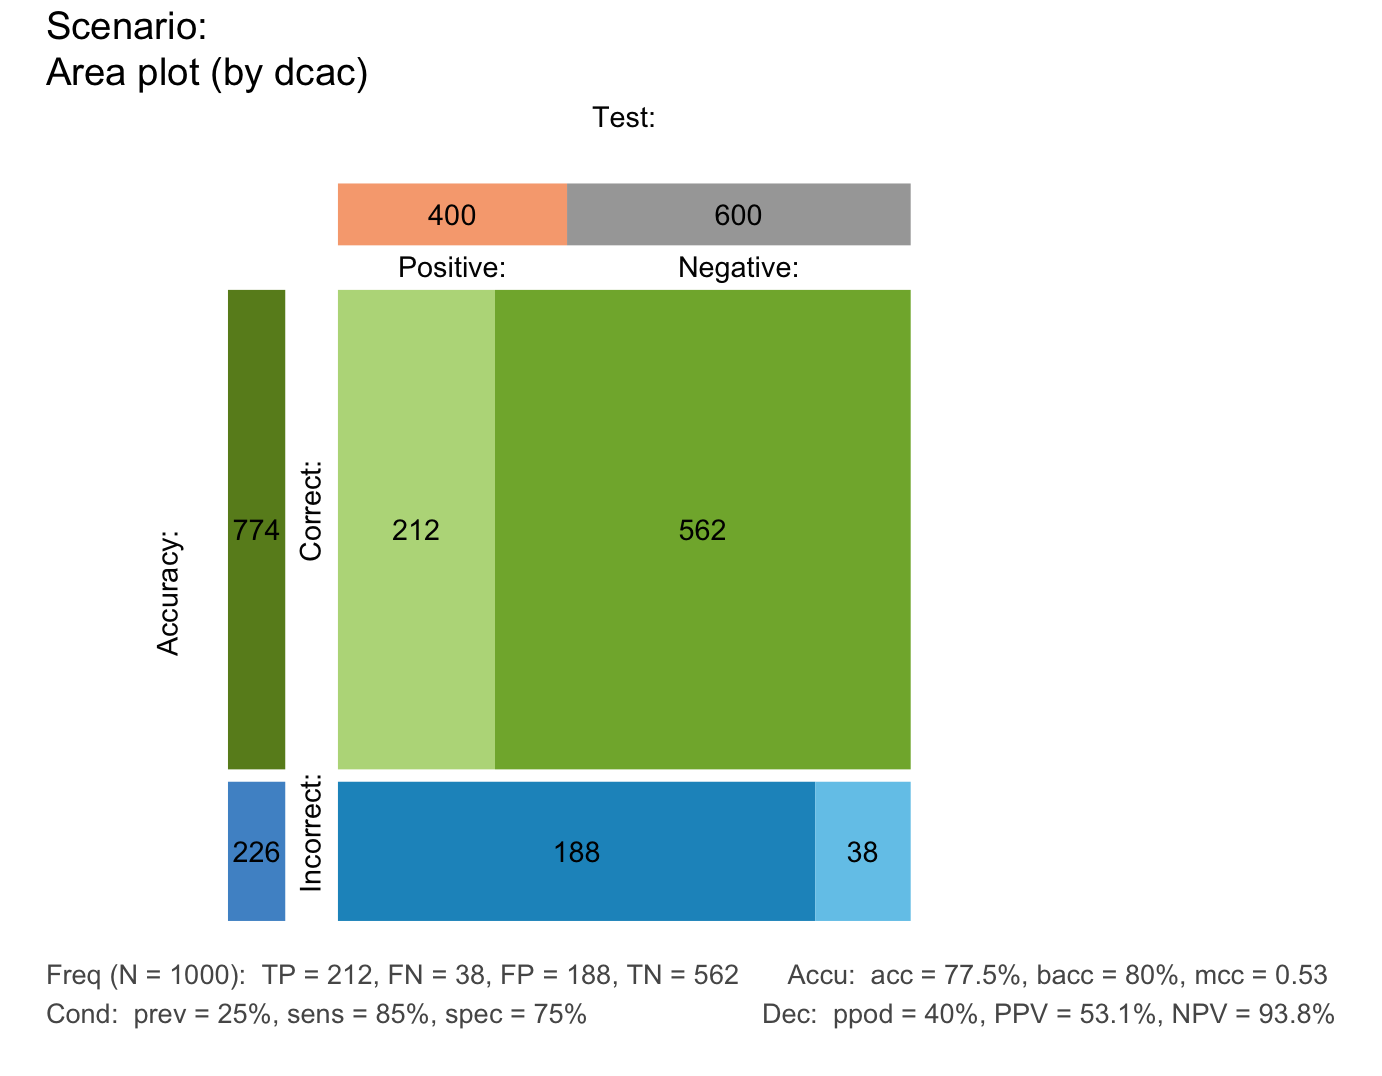 Scenario:
Area plot (by dcac)
Test:
400 600
Positive: Negative:
Accuracy:
774 Correct: 212 562
226 Incorrect: 188 38
Freq (N = 1000):  TP = 212, FN = 38, FP = 188, TN = 562 Accu:  acc = 77.5%, bacc = 80%, mcc = 0.53
Cond:  prev = 25%, sens = 85%, spec = 75% Dec:  ppod = 40%, PPV = 53.1%, NPV = 93.8%